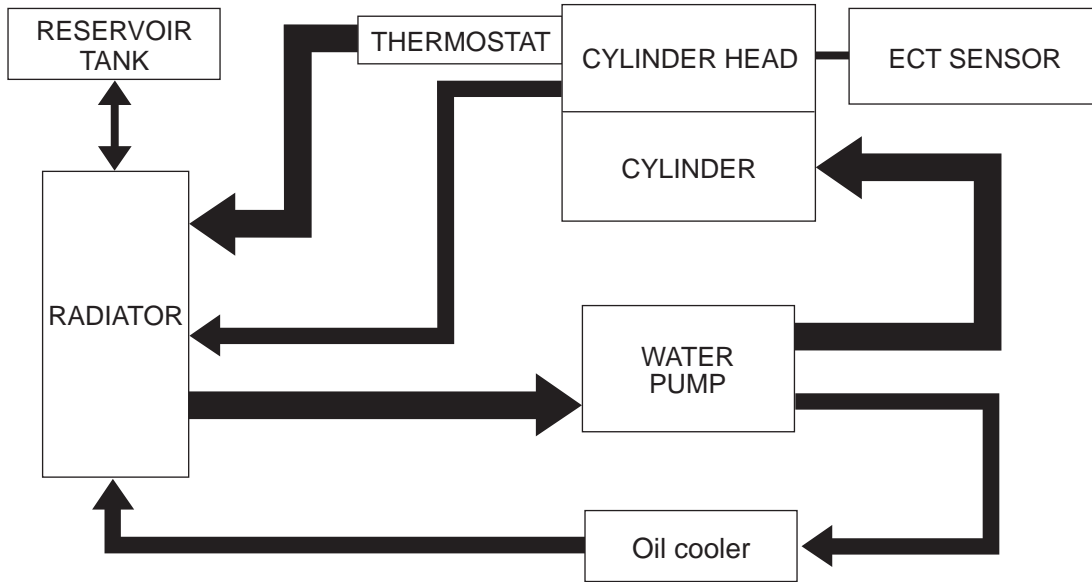 RESERVOIR
TANK
THERMOSTAT
CYLINDER HEAD
ECT SENSOR
CYLINDER
RADIATOR
WATER
PUMP
Oil cooler